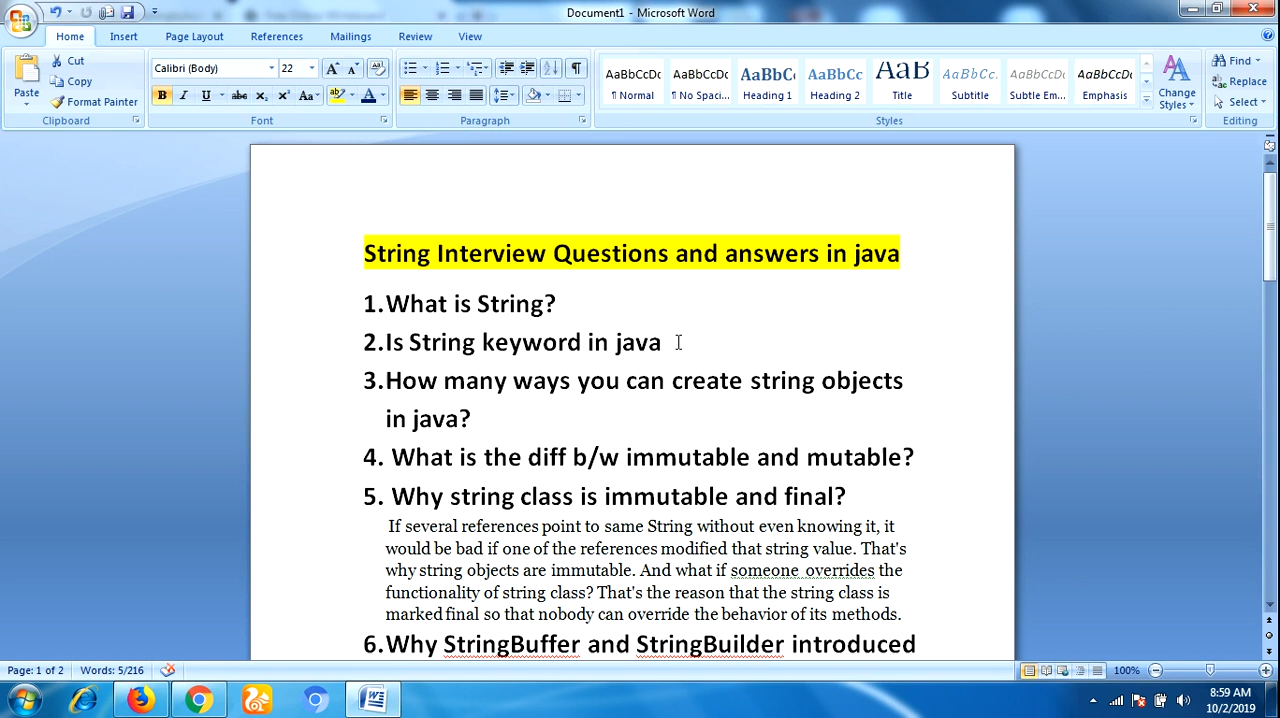 Document1 - Microsoft Word
Home Insert Page Layout References Mailings Review View
Paste
Cut
Copy
Format Painter
Clipboard
Calibri (Body) 22
B I U abc X₂ X² Aa
ab A
Font
Paragraph
AaBbCcDc
¶ Normal
AaBbCcDc
¶ No Spaci...
AaBbC
Heading 1
AaBbCc
Heading 2
AaB
Title
AaBbCc.
Subtitle
AaBbCcDc
Subtle Em...
AaBbCcDc
Emphasis
Change
Styles
Styles
Find
Replace
Select
Editing
String Interview Questions and answers in java
1.What is String?
2.Is String keyword in java
3.How many ways you can create string objects
in java?
4. What is the diff b/w immutable and mutable?
5. Why string class is immutable and final?
If several references point to same String without even knowing it, it
would be bad if one of the references modified that string value. That's
why string objects are immutable. And what if someone overrides the
functionality of string class? That's the reason that the string class is
marked final so that nobody can override the behavior of its methods.
6.Why StringBuffer and StringBuilder introduced
Page: 1 of 2 Words: 5/216
100%
8:59 AM
10/2/2019